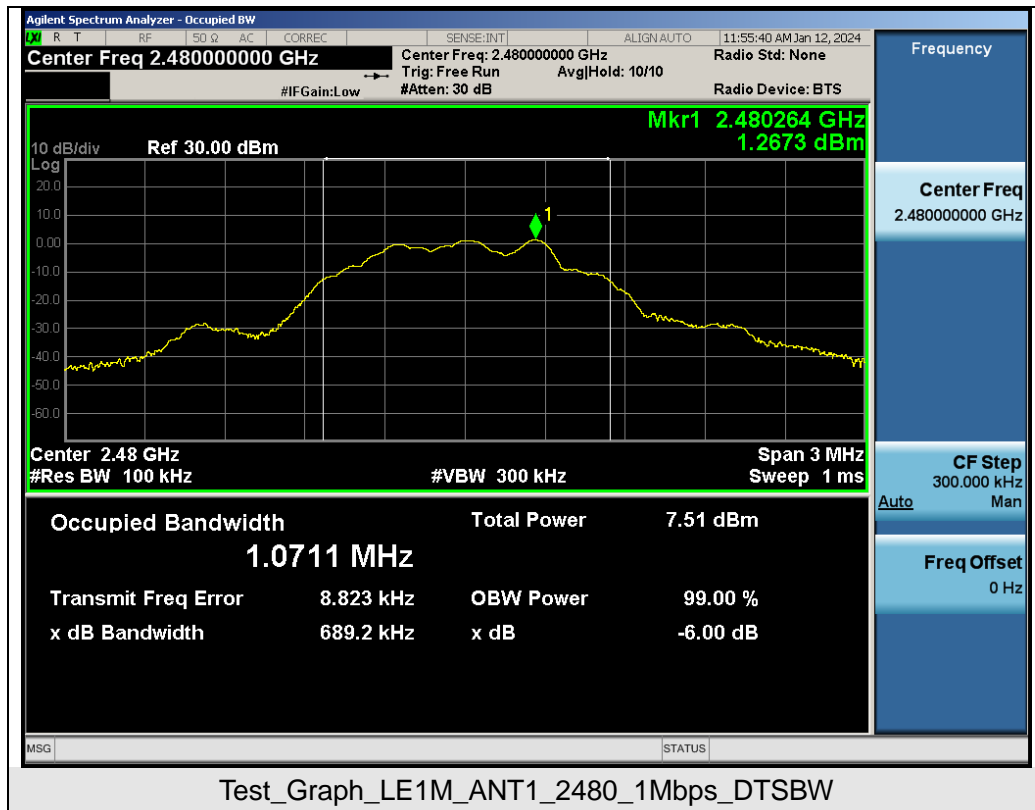 Agilent Spectrum Analyzer - Occupied BW
LXI R T RF 50 Ω AC CORREC SENSE:INT ALIGN AUTO 11:55:40 AM Jan 12, 2024
Center Freq 2.480000000 GHz
Center Freq: 2.480000000 GHz
Radio Std: None
Trig: Free Run Avg|Hold: 10/10
#IFGain:Low
#Atten: 30 dB
Radio Device: BTS
Frequency
Mkr1 2.480264 GHz
1.2673 dBm
10 dB/div Ref 30.00 dBm
Log
20.0
10.0
0.00
-10.0
-20.0
-30.0
-40.0
-50.0
-60.0
1
Center 2.48 GHz
Span 3 MHz
#Res BW 100 kHz
#VBW 300 kHz
Sweep 1 ms
Center Freq
2.480000000 GHz
CF Step
300.000 kHz
Auto Man
Freq Offset
0 Hz
Occupied Bandwidth
1.0711 MHz
Total Power 7.51 dBm
Transmit Freq Error 8.823 kHz
OBW Power 99.00 %
x dB Bandwidth 689.2 kHz
x dB -6.00 dB
MSG
STATUS
Test_Graph_LE1M_ANT1_2480_1Mbps_DTSBW